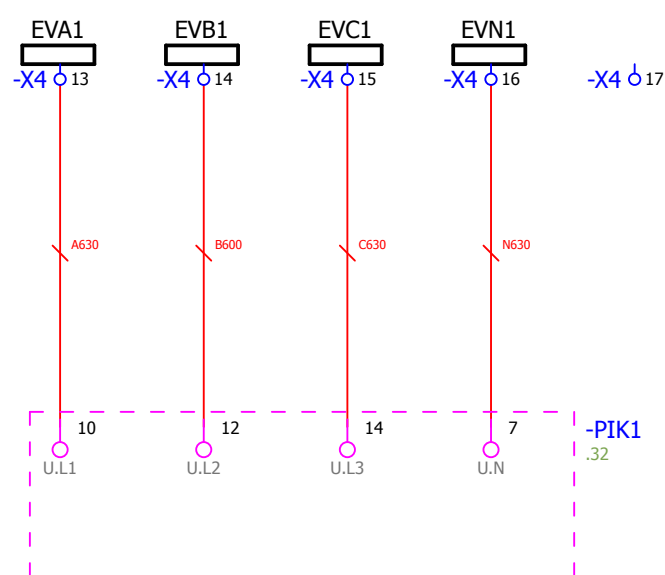 EVA1 EVB1 EVC1 EVN1
-X4 13 -X4 14 -X4 15 -X4 16 -X4 17
A630 B600 C630 N630
10 12 14 7 -PIK1
.32
U.L1 U.L2 U.L3 U.N